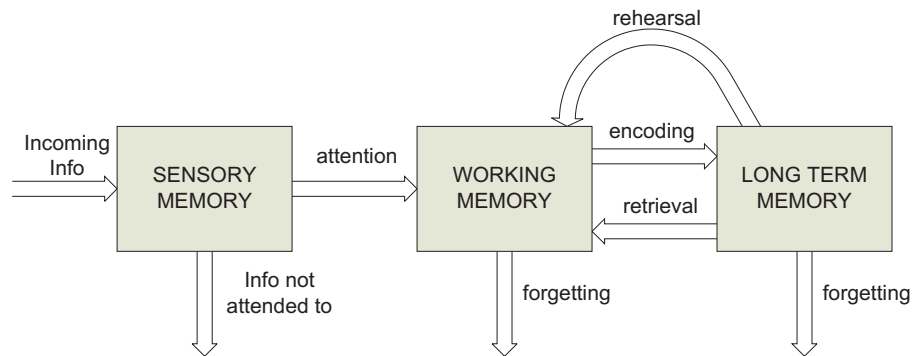 rehearsal
Incoming
Info
SENSORY
MEMORY
attention
WORKING
MEMORY
encoding
retrieval
LONG TERM
MEMORY
Info not
attended to
forgetting
forgetting